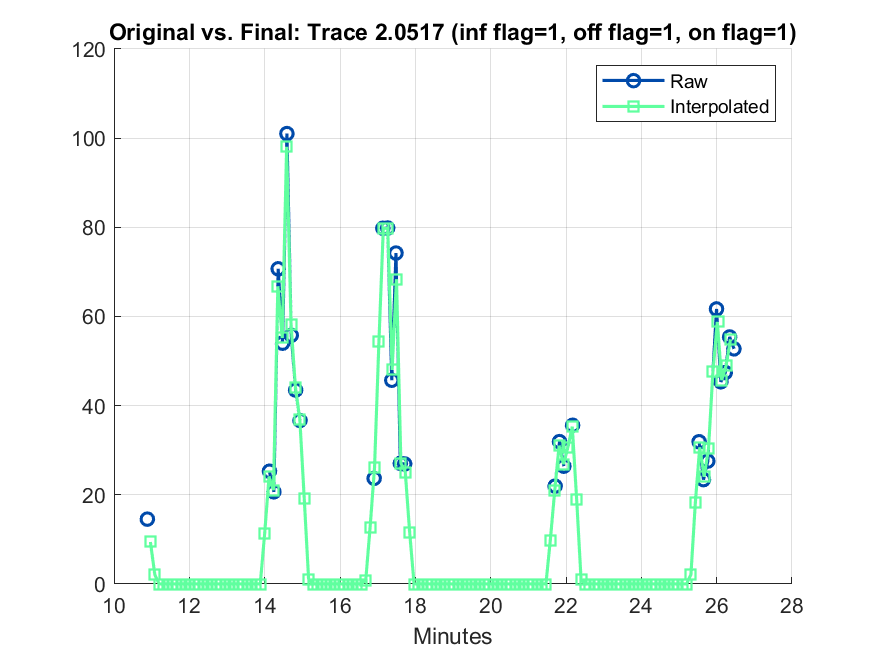 Original vs. Final: Trace 2.0517 (inf flag=1, off flag=1, on flag=1)
120
100
80
60
40
20
0
Raw
Interpolated
10 12 14 16 18 20 22 24 26 28
Minutes